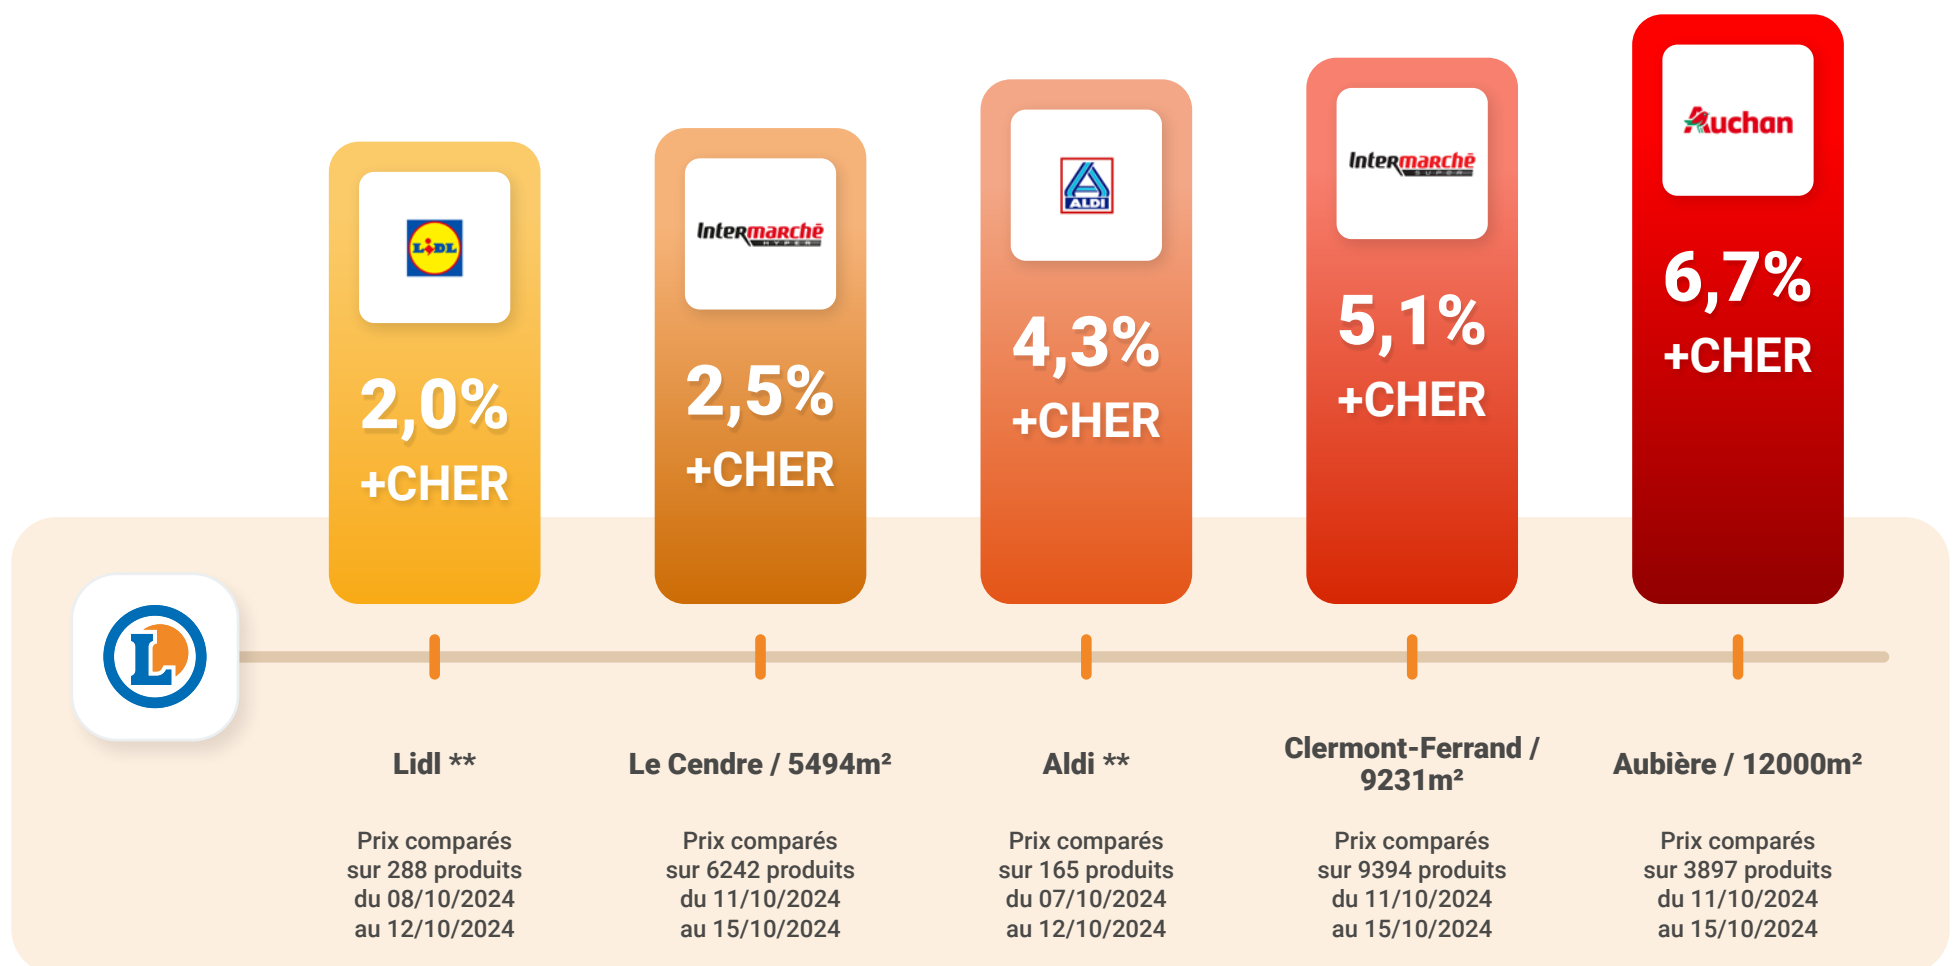 LiDL
2,0%
+CHER
Intermarchē
HYPER
2,5%
+CHER
ALDI
4,3%
+CHER
Intermarchē
SUPER
5,1%
+CHER
Auchan
6,7%
+CHER
L
Lidl **
Prix comparés
sur 288 produits
du 08/10/2024
au 12/10/2024
Le Cendre / 5494m²
Prix comparés
sur 6242 produits
du 11/10/2024
au 15/10/2024
Aldi **
Prix comparés
sur 165 produits
du 07/10/2024
au 12/10/2024
Clermont-Ferrand /
9231m²
Prix comparés
sur 9394 produits
du 11/10/2024
au 15/10/2024
Aubière / 12000m²
Prix comparés
sur 3897 produits
du 11/10/2024
au 15/10/2024